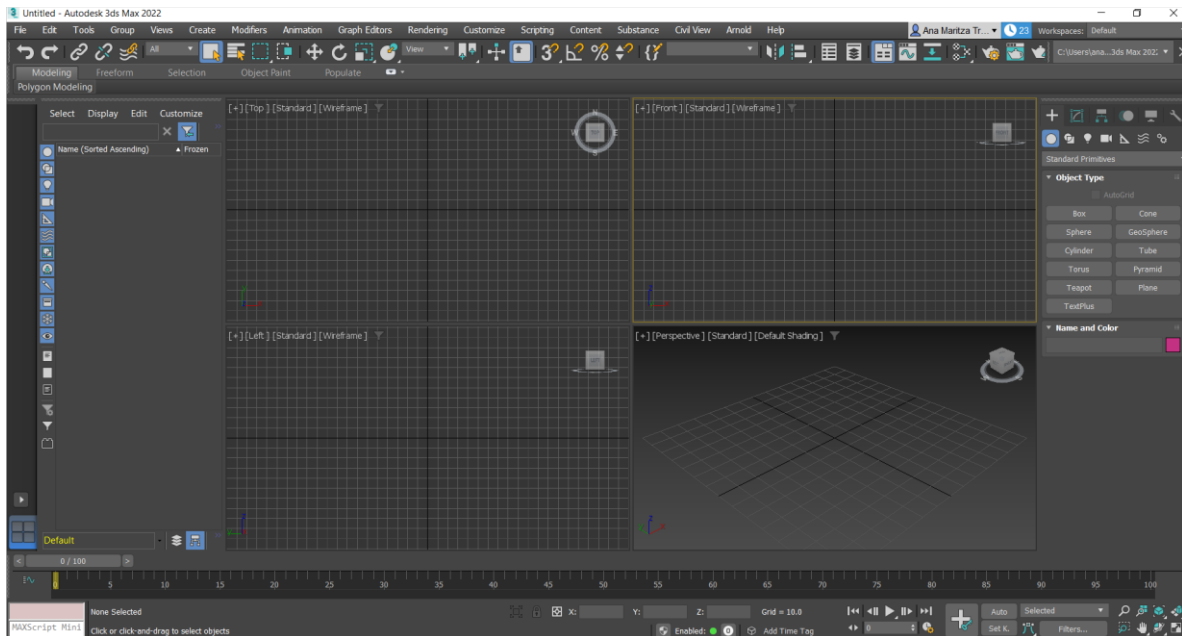 3 Untitled - Autodesk 3ds Max 2022
File Edit Tools Group Views Create Modifiers Animation Graph Editors Rendering Customize Scripting Content Substance Civil View Arnold Help Ana Maritza Tr... 23 Workspaces: Default
All View C:\Users\ana...3ds Max 202
Modeling Freeform Selection Object Paint Populate
Polygon Modeling
Select Display Edit Customize
Name (Sorted Ascending) Frozen
[+] [Top ] [Standard ] [Wireframe ]
[+] [Front ] [Standard ] [Wireframe ]
[+] [Left ] [Standard ] [Wireframe ]
[+] [Perspective ] [Standard ] [Default Shading ]
Standard Primitives
Object Type
AutoGrid
Box Cone
Sphere GeoSphere
Cylinder Tube
Torus Pyramid
Teapot Plane
TextPlus
Name and Color
Default
< 0 / 100 >
0 5 10 15 20 25 30 35 40 45 50 55 60 65 70 75 80 85 90 95 100
None Selected X: Y: Z: Grid = 10.0 Auto Selected
MAXScript Mini Click or click-and-drag to select objects Enabled: 0 Add Time Tag 0 Set K. Filters...